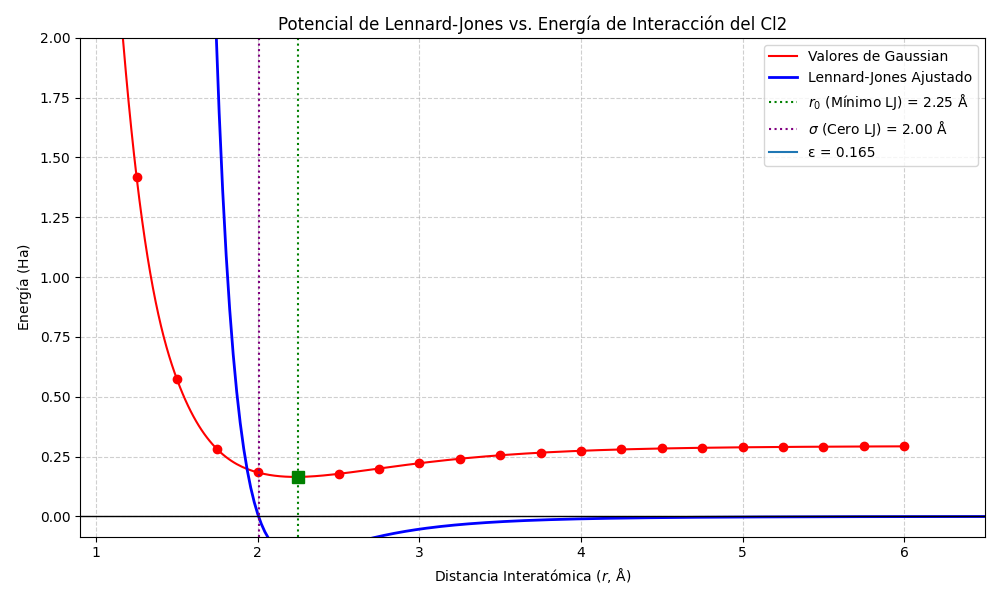 Potencial de Lennard-Jones vs. Energía de Interacción del Cl2
Valores de Gaussian
Lennard-Jones Ajustado
r₀ (Mínimo LJ) = 2.25 Å
σ (Cero LJ) = 2.00 Å
ε = 0.165
Energía (Ha)
2.00
1.75
1.50
1.25
1.00
0.75
0.50
0.25
0.00
1 2 3 4 5 6
Distancia Interatómica (r, Å)